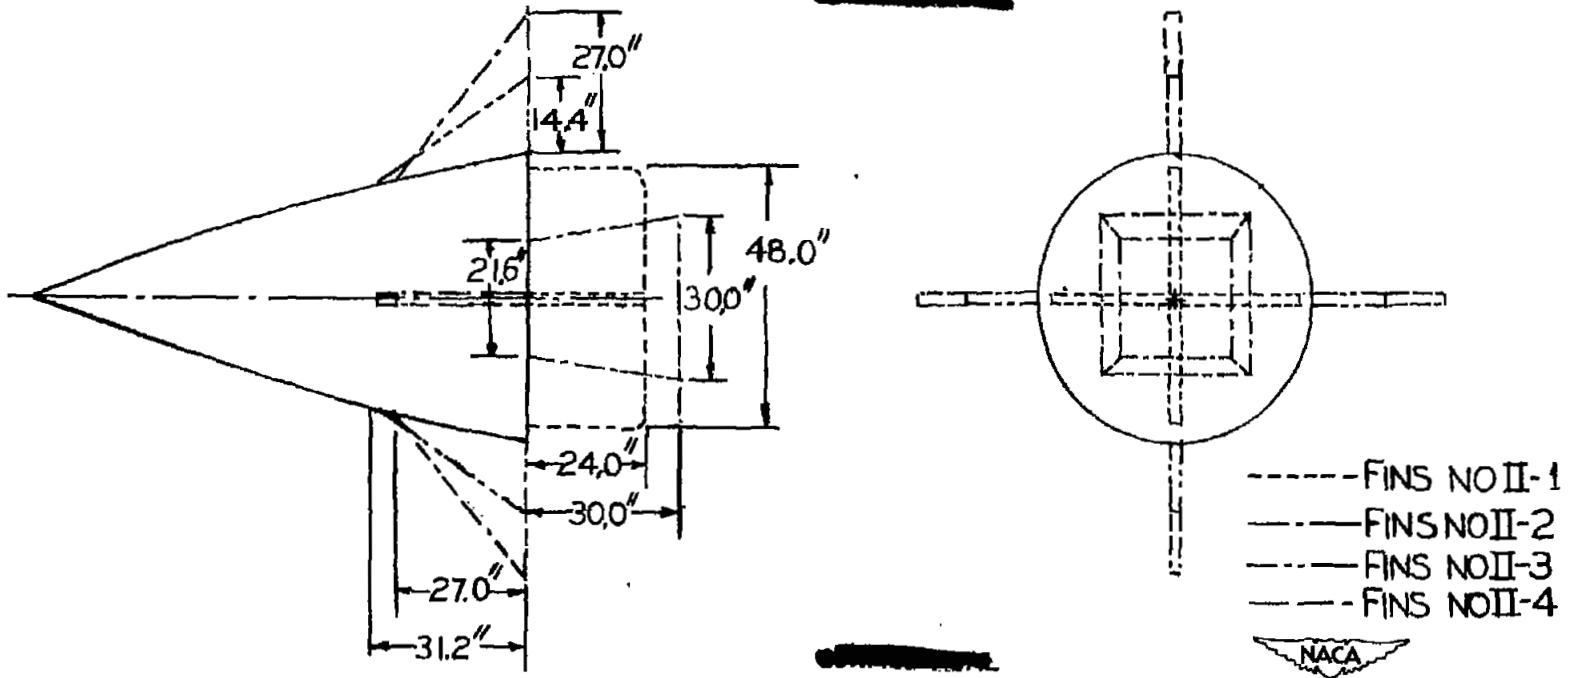 27.0"
14.4"
21.6"
48.0"
30.0"
24.0"
30.0"
27.0"
31.2"
FINS NO II-1
FINS NO II-2
FINS NO II-3
FINS NO II-4
NACA